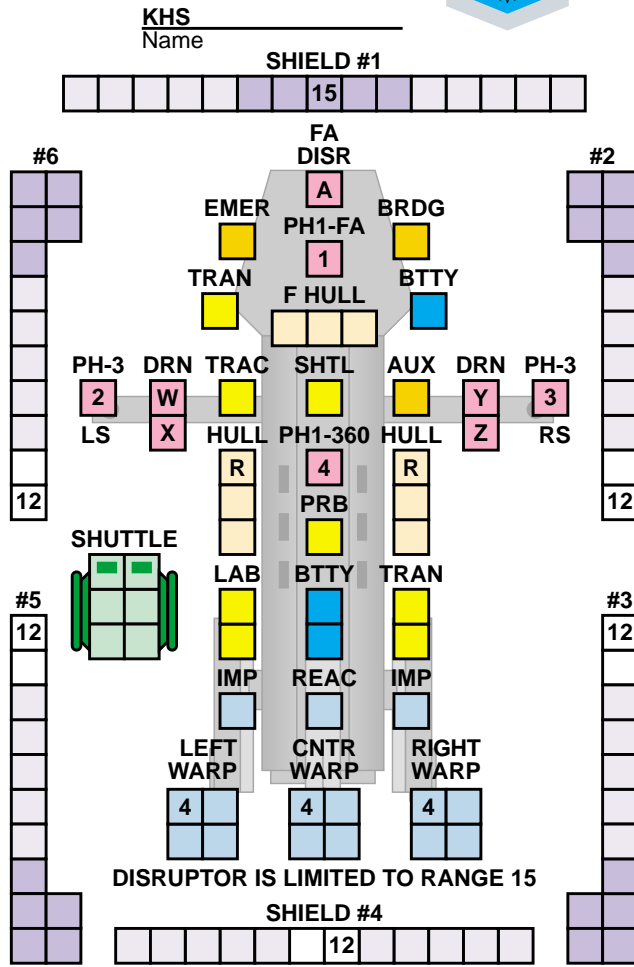 KHS
Name
SHIELD #1
15
FA
DISR
#6
#2
A
EMER
BRDG
PH1-FA
1
TRAN
BTTY
F HULL
PH-3
DRN
TRAC
SHTL
AUX
DRN
PH-3
2
W
Y
3
LS
X
Z
RS
HULL
PH1-360
HULL
R
4
R
12
PRB
12
SHUTTLE
LAB
BTTY
TRAN
#5
#3
12
12
IMP
REAC
IMP
LEFT
WARP
CNTR
WARP
RIGHT
WARP
4
4
4
DISRUPTOR IS LIMITED TO RANGE 15
SHIELD #4
12